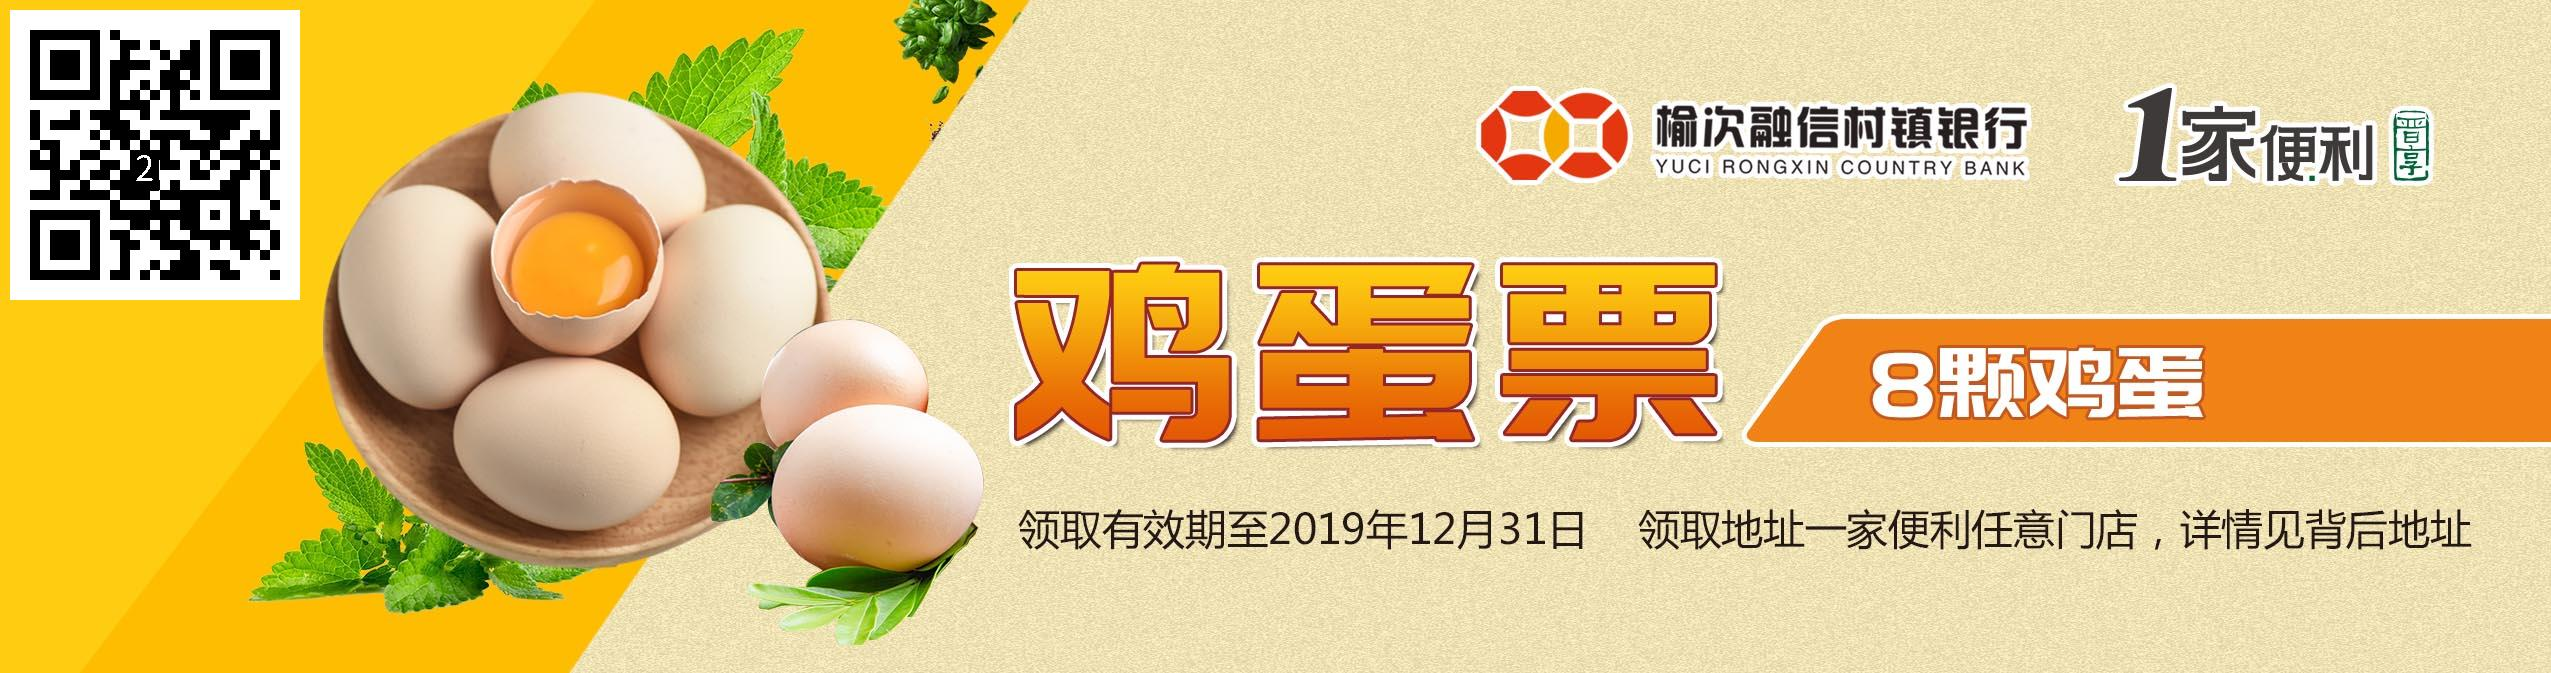 2
榆次融信村镇银行
YUCI RONGXIN COUNTRY BANK
1家便利
晋享
鸡蛋票
8颗鸡蛋
领取有效期至2019年12月31日 领取地址一家便利任意门店，详情见背后地址